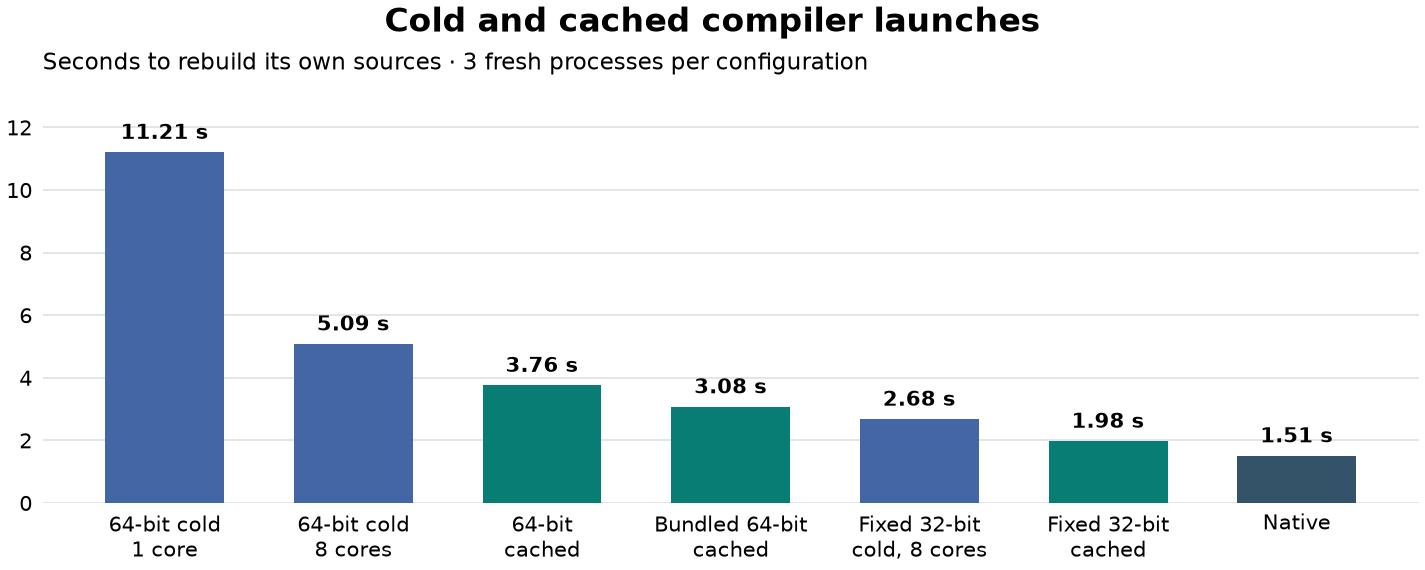 Cold and cached compiler launches
Seconds to rebuild its own sources · 3 fresh processes per configuration
12
10
8
6
4
2
0
11.21 s
5.09 s
3.76 s
3.08 s
2.68 s
1.98 s
1.51 s
64-bit cold
1 core
64-bit cold
8 cores
64-bit
cached
Bundled 64-bit
cached
Fixed 32-bit
cold, 8 cores
Fixed 32-bit
cached
Native